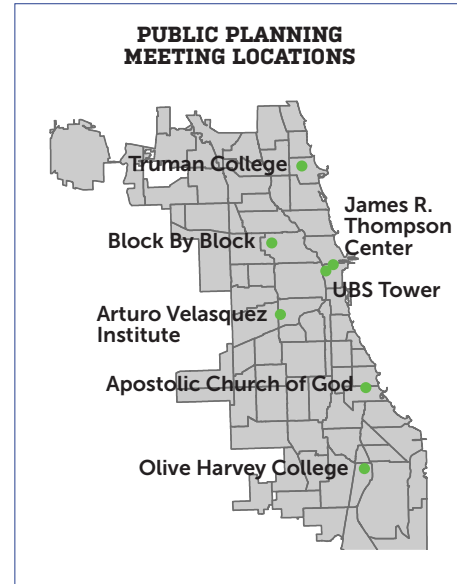 PUBLIC PLANNING
MEETING LOCATIONS
Truman College
James R.
Thompson
Center
Block By Block
UBS Tower
Arturo Velasquez
Institute
Apostolic Church of God
Olive Harvey College